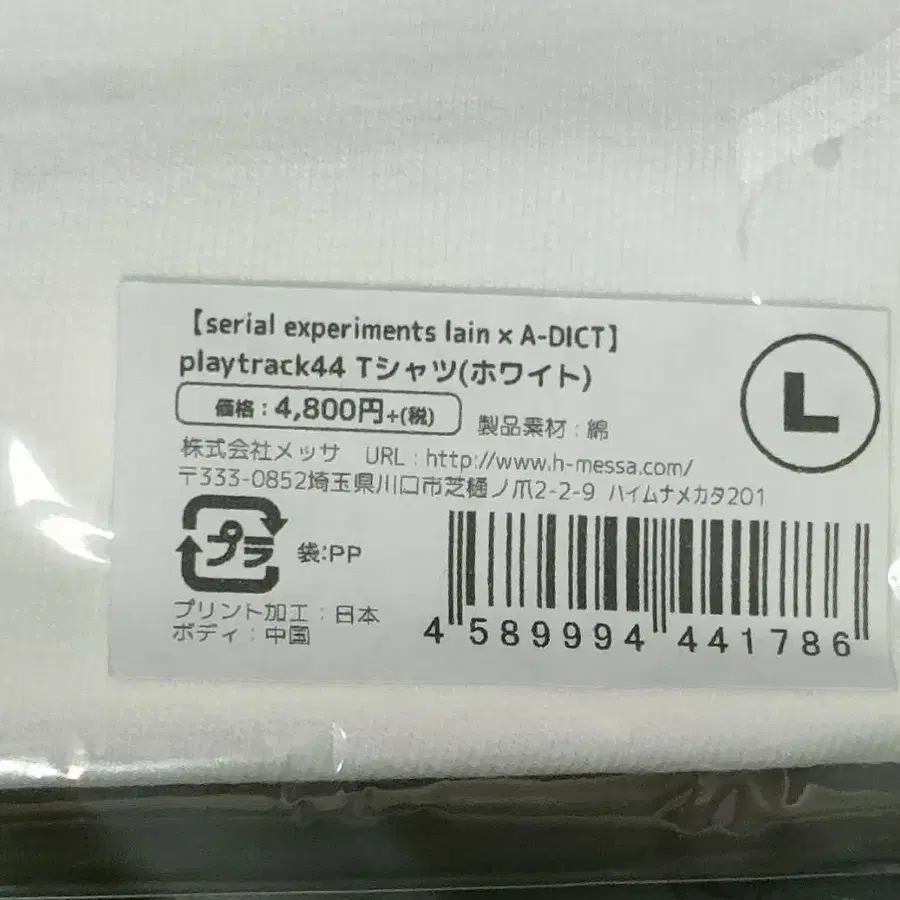 【serial experiments lain × A-DICT】
playtrack44 Tシャツ(ホワイト)
L
価格：4,800円+(税)
製品素材：綿
株式会社メッサ URL：http://www.h-messa.com/
〒333-0852埼玉県川口市芝樋ノ爪2-2-9 ハイムナメカタ201
プラ
袋:PP
プリント加工：日本
ボディ：中国
4 589994 441786